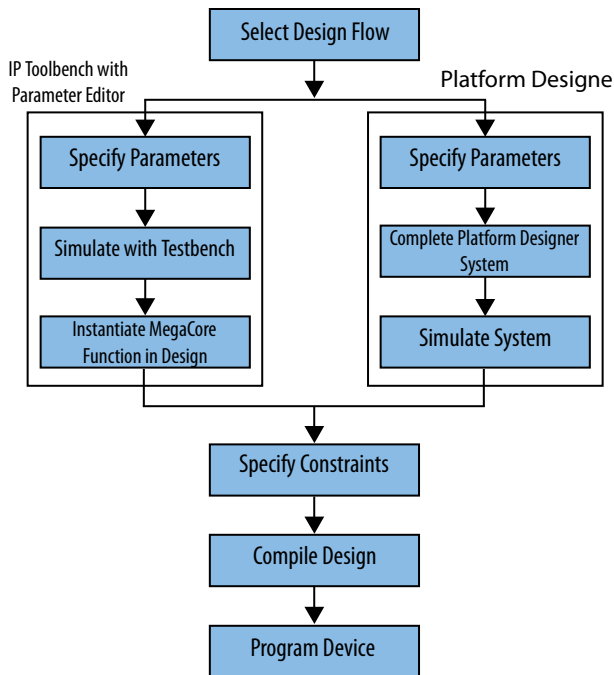 Select Design Flow
IP Toolbench with
Parameter Editor
Specify Parameters
Simulate with Testbench
Instantiate MegaCore
Function in Design
Platform Designe
Specify Parameters
Complete Platform Designer
System
Simulate System
Specify Constraints
Compile Design
Program Device